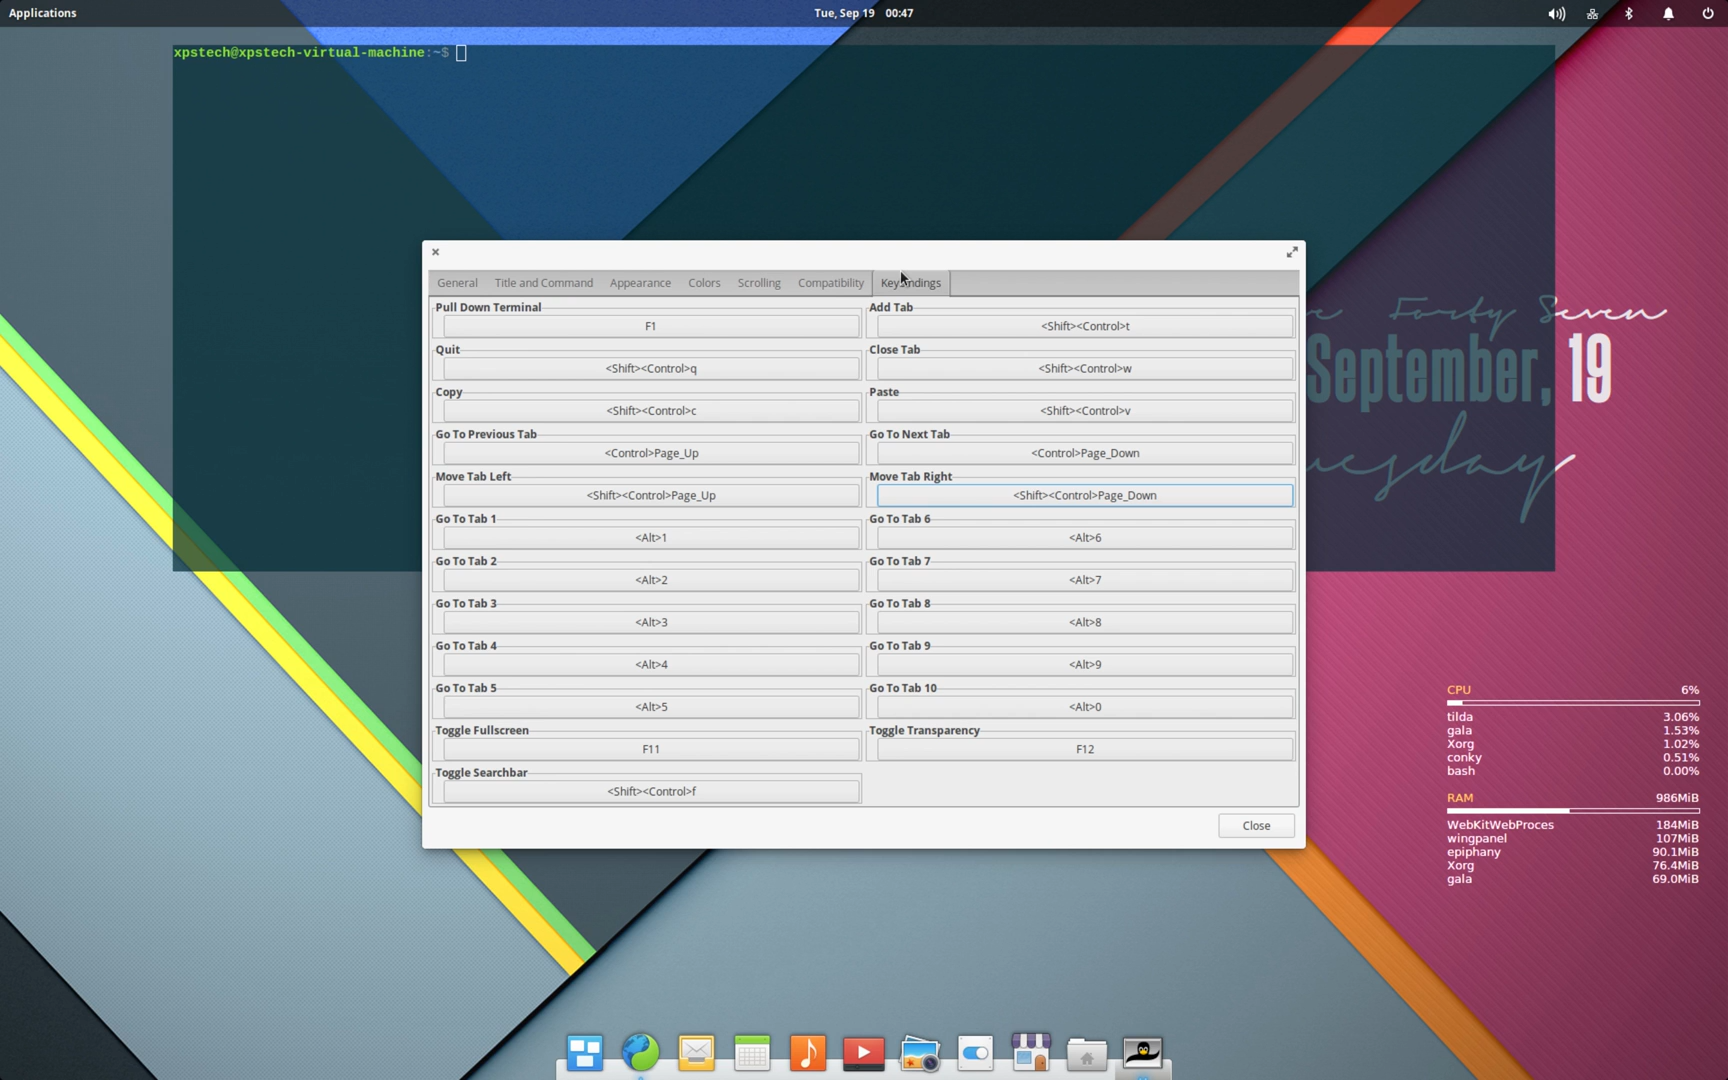 Applications
Tue, Sep 19 00:47
xpstech@xpstech-virtual-machine:~$
General Title and Command Appearance Colors Scrolling Compatibility
Pull Down Terminal
F1
Add Tab
<Shift><Control>t
Quit
<Shift><Control>q
Close Tab
<Shift><Control>w
Copy
<Shift><Control>c
Paste
<Shift><Control>v
Go To Previous Tab
<Control>Page_Up
Go To Next Tab
<Control>Page_Down
Move Tab Left
<Shift><Control>Page_Up
Move Tab Right
<Shift><Control>Page_Down
Go To Tab 1
<Alt>1
Go To Tab 6
<Alt>6
Go To Tab 2
<Alt>2
Go To Tab 7
<Alt>7
Go To Tab 3
<Alt>3
Go To Tab 8
<Alt>8
Go To Tab 4
<Alt>4
Go To Tab 9
<Alt>9
Go To Tab 5
<Alt>5
Go To Tab 10
<Alt>0
Toggle Fullscreen
F11
Toggle Transparency
F12
Toggle Searchbar
<Shift><Control>f
Close
Forty Seven
September, 19
CPU 6%
tilda 3.06%
gala 1.53%
Xorg 1.02%
conky 0.51%
bash 0.00%
RAM 986MiB
WebKitWebProces 184MiB
wingpanel 107MiB
epiphany 90.1MiB
Xorg 76.4MiB
gala 69.0MiB